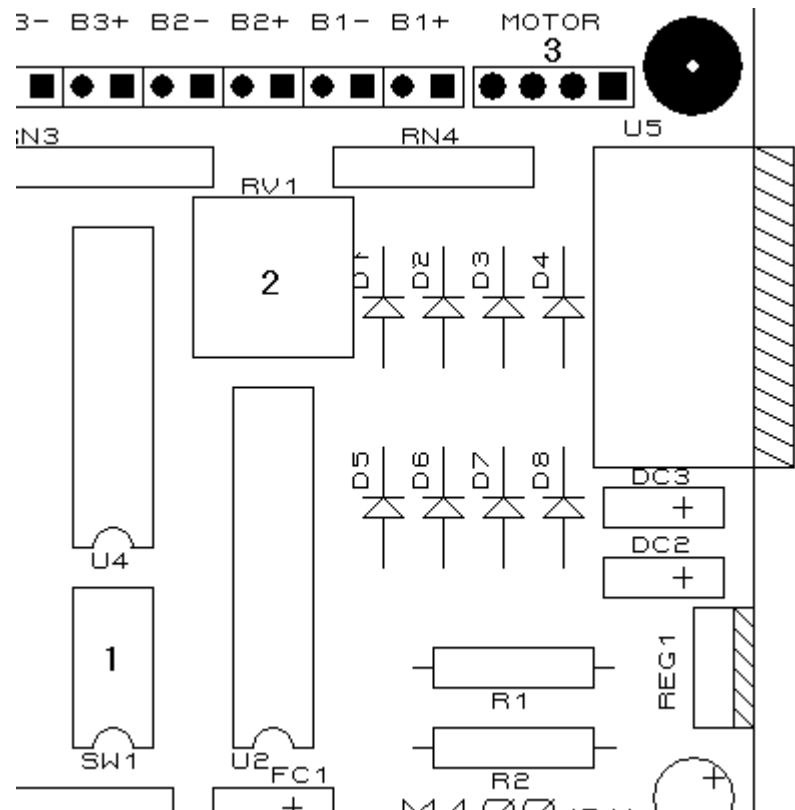 B3+ B2- B2+ B1- B1+ MOTOR
3
U5
RN4
RV1
2
D1 D2 D3 D4
D5 D6 D7 D8
DC3
DC2
U4
1
REG1
R1
SW1
U2
FC1
R2